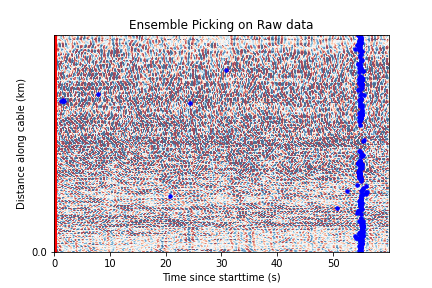 Ensemble Picking on Raw data
Distance along cable (km)
0.0
0 10 20 30 40 50
Time since starttime (s)